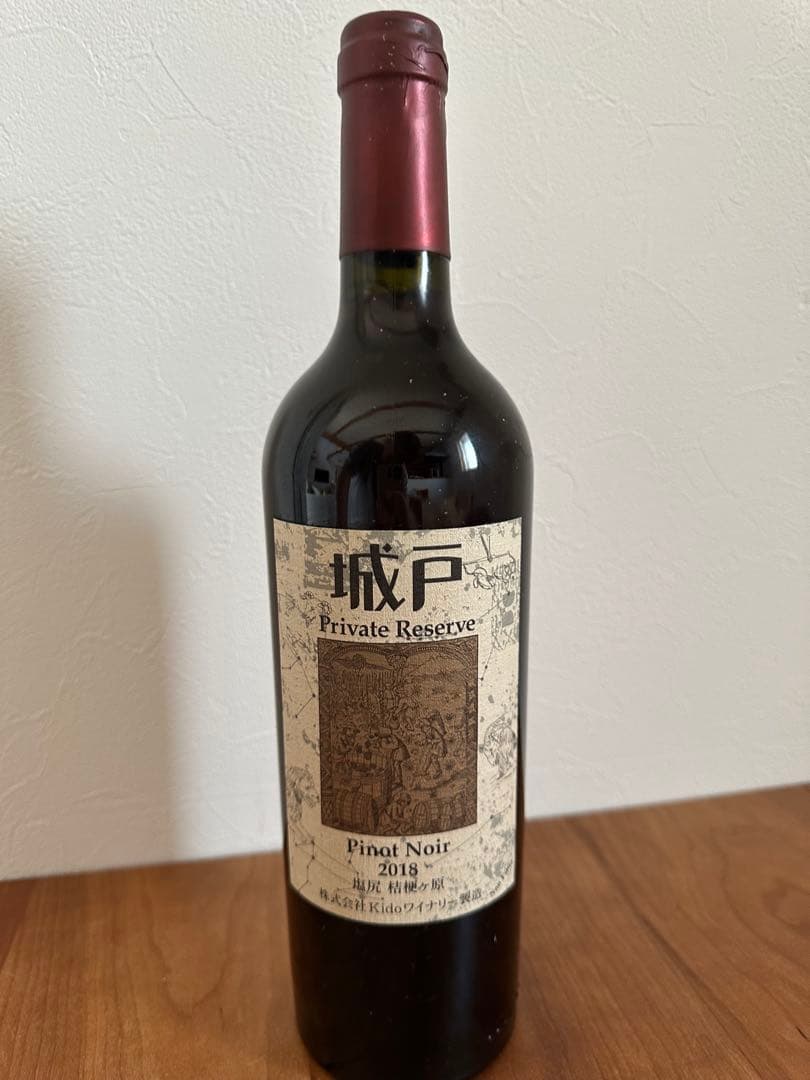 城戸
Private Reserve
Pinot Noir
2018
塩尻 桔梗ヶ原
株式会社Kidoワイナリー製造